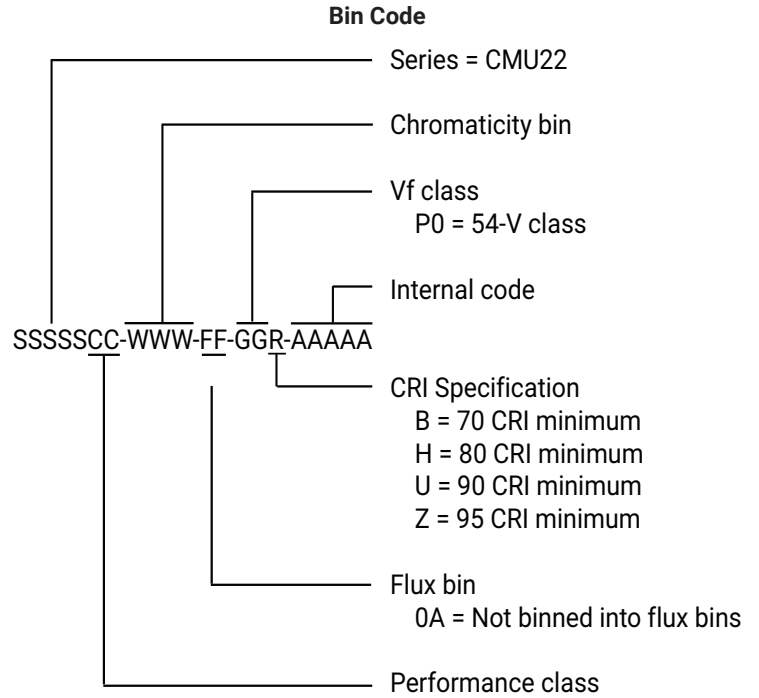 Bin Code
Series = CMU22
Chromaticity bin
Vf class
P0 = 54-V class
Internal code
SSSSSCC-WWW-FF-GGR-AAAAA
CRI Specification
B = 70 CRI minimum
H = 80 CRI minimum
U = 90 CRI minimum
Z = 95 CRI minimum
Flux bin
0A = Not binned into flux bins
Performance class